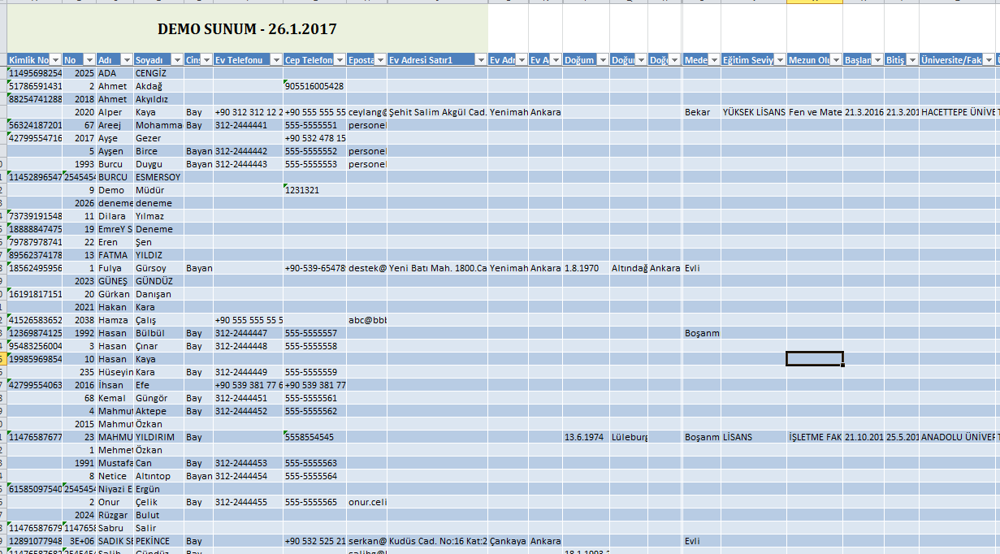 DEMO SUNUM - 26.1.2017
Kimlik No No Adı Soyadı Cins Ev Telefonu Cep Telefon Eposta Ev Adresi Satır1 Ev Adr Ev A Doğum Doğu Doğ Mede Eğitim Seviy Mezun Ol Başlan Bitiş Üniversite/Fak
11495698254 2025 ADA CENGİZ
51786591431 2 Ahmet Akdağ 905516005428
88254741288 2018 Ahmet Akyıldız
2020 Alper Kaya Bay +90 312 312 12 2 +90 555 555 55 ceylang@ Şehit Salim Akgül Cad. Yenimah Ankara Bekar YÜKSEK LİSANS Fen ve Mate 21.3.2016 21.3.201 HACETTEPE ÜNİVE
56324187201 67 Areej Mohamma Bay 312-2444441 555-5555551 personel
42799554716 2017 Ayşe Gezer +90 532 478 15
5 Ayşen Birce Bayan 312-2444442 555-5555552 personel
1993 Burcu Duygu Bayan 312-2444443 555-5555553 personel
11452896547 2545454 BURCU ESMERSOY
9 Demo Müdür 1231321
2026 deneme deneme
73739191548 11 Dilara Yılmaz
18888847475 19 EmreY S Deneme
79787978741 22 Eren Şen
89562374178 13 FATMA YILDIZ
18562495956 1 Fulya Gürsoy Bayan +90-539-65478 destek@ Yeni Batı Mah. 1800.Ca Yenimah Ankara 1.8.1970 Altındağ Ankara Evli
2023 GÜNEŞ GÜNDÜZ
16191817151 20 Gürkan Danışan
2021 Hakan Kara
41526583652 2038 Hamza Çalış +90 555 555 55 5 abc@bbb
12369874125 1992 Hasan Bülbül Bay 312-2444447 555-5555557 Boşanm
95483256004 3 Hasan Çınar Bay 312-2444448 555-5555558
19985969854 10 Hasan Kaya
235 Hüseyin Kara Bay 312-2444449 555-5555559
42799554063 2016 İhsan Efe +90 539 381 77 6 +90 539 381 77
68 Kemal Güngör Bay 312-2444451 555-5555561
4 Mahmut Aktepe Bay 312-2444452 555-5555562
2015 Mahmut Özkan
11476587677 23 MAHMU YILDIRIM Bay 5558554545 13.6.1974 Lüleburg Boşanm LİSANS İŞLETME FAK 21.10.201 25.5.201 ANADOLU ÜNİVER
1 Mehmet Özkan
1991 Mustafa Can Bay 312-2444453 555-5555563
8 Netice Altıntop Bayan 312-2444454 555-5555564
61585097540 2545454 Niyazi E Ergün
2 Onur Çelik Bay 312-2444455 555-5555565 onur.celi
2024 Rüzgar Bulut
11476587679 1147658 Sabru Salir
12891077948 3E+06 SADIK SE PEKİNCE Bay +90 532 525 21 serkan@ Kudüs Cad. No:16 Kat:2 Çankaya Ankara Evli